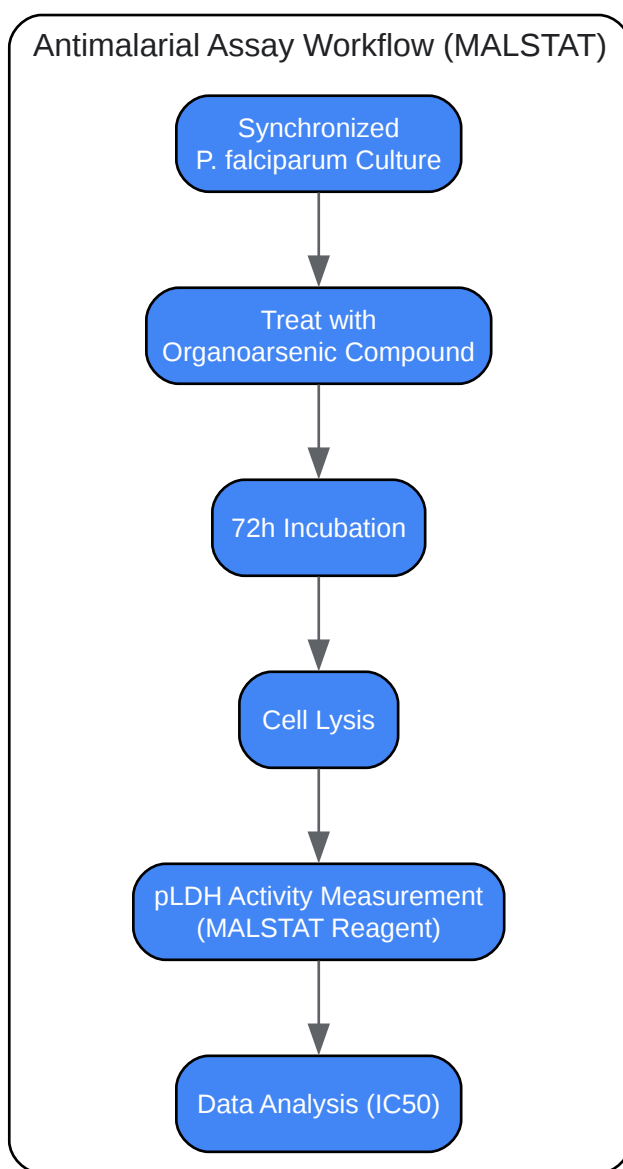 Antimalarial Assay Workflow (MALSTAT)
Synchronized
P. falciparum Culture
Treat with
Organoarsenic Compound
72h Incubation
Cell Lysis
pLDH Activity Measurement
(MALSTAT Reagent)
Data Analysis (IC50)